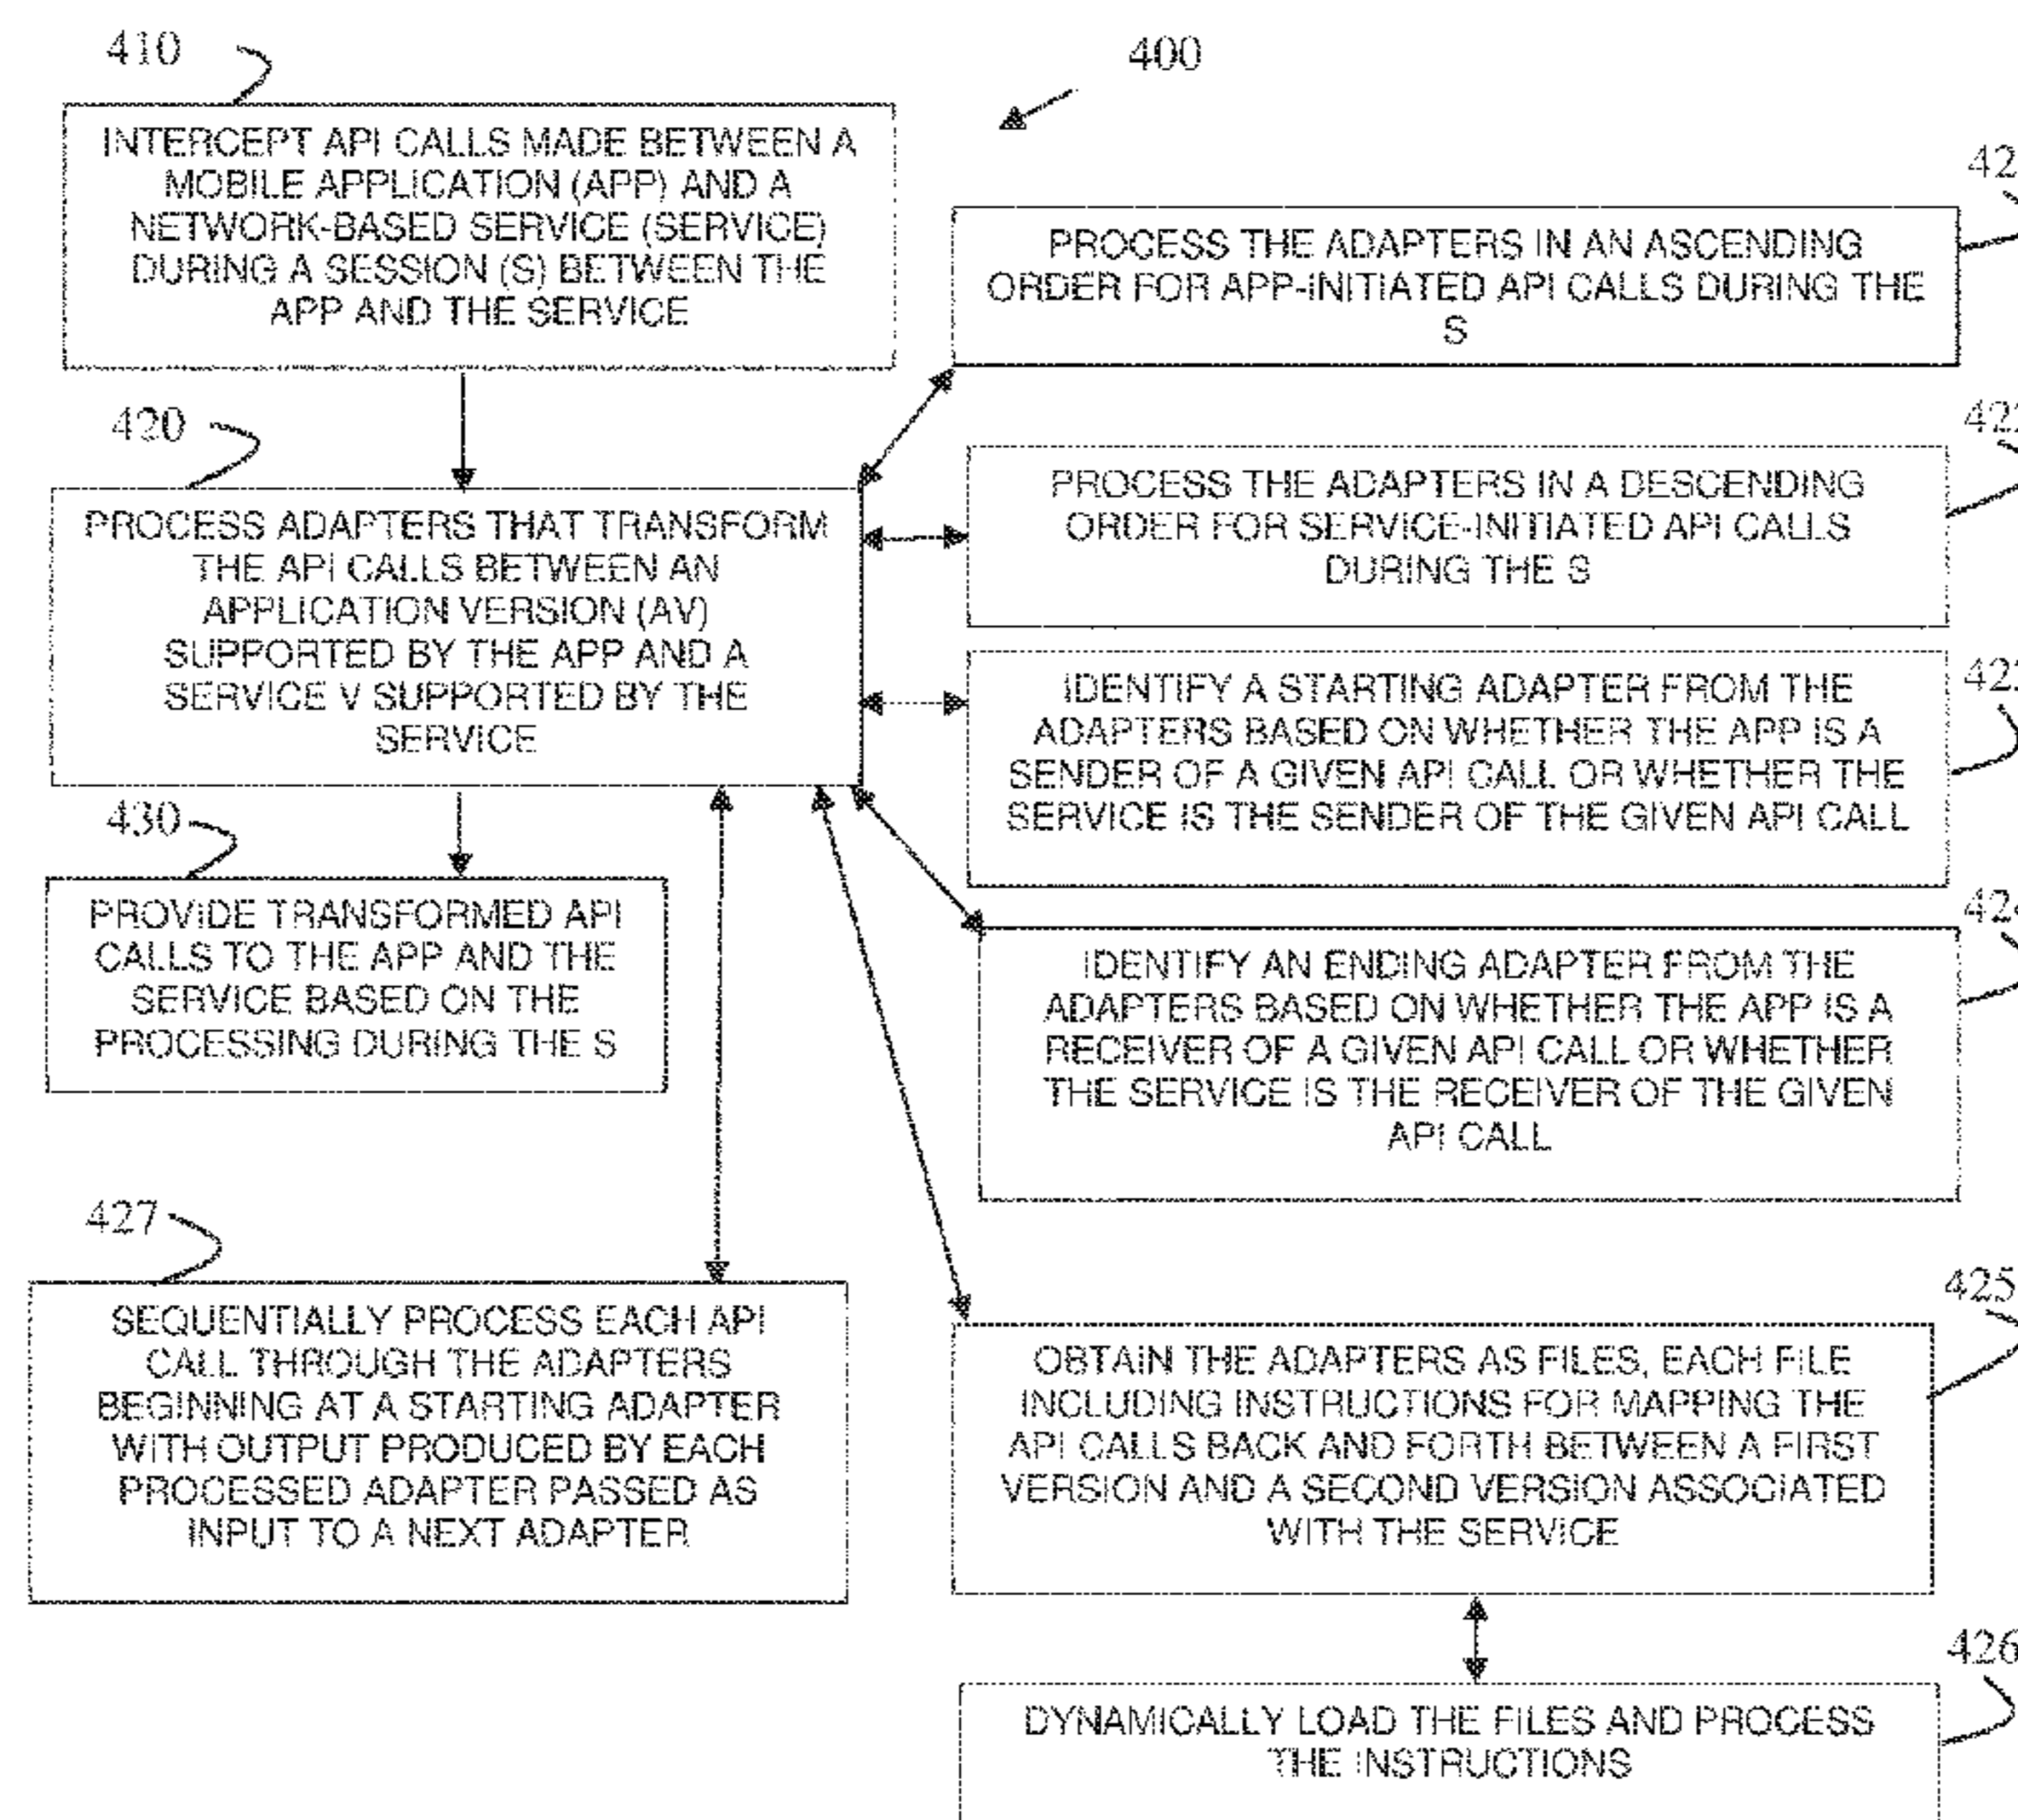 410
400
INTERCEPT API CALLS MADE BETWEEN A
MOBILE APPLICATION (APP) AND A
NETWORK-BASED SERVICE (SERVICE)
DURING A SESSION (S) BETWEEN THE
APP AND THE SERVICE
PROCESS THE ADAPTERS IN AN ASCENDING
ORDER FOR APP-INITIATED API CALLS DURING THE
S
420
PROCESS ADAPTERS THAT TRANSFORM
THE API CALLS BETWEEN AN
APPLICATION VERSION (AV)
SUPPORTED BY THE APP AND A
SERVICE V SUPPORTED BY THE
SERVICE
PROCESS THE ADAPTERS IN A DESCENDING
ORDER FOR SERVICE-INITIATED API CALLS
DURING THE S
IDENTIFY A STARTING ADAPTER FROM THE
ADAPTERS BASED ON WHETHER THE APP IS A
SENDER OF A GIVEN API CALL OR WHETHER THE
SERVICE IS THE SENDER OF THE GIVEN API CALL
430
PROVIDE TRANSFORMED API
CALLS TO THE APP AND THE
SERVICE BASED ON THE
PROCESSING DURING THE S
IDENTIFY AN ENDING ADAPTER FROM THE
ADAPTERS BASED ON WHETHER THE APP IS A
RECEIVER OF A GIVEN API CALL OR WHETHER
THE SERVICE IS THE RECEIVER OF THE GIVEN
API CALL
427
SEQUENTIALLY PROCESS EACH API
CALL THROUGH THE ADAPTERS
BEGINNING AT A STARTING ADAPTER
WITH OUTPUT PRODUCED BY EACH
PROCESSED ADAPTER PASSED AS
INPUT TO A NEXT ADAPTER
425
OBTAIN THE ADAPTERS AS FILES, EACH FILE
INCLUDING INSTRUCTIONS FOR MAPPING THE
API CALLS BACK AND FORTH BETWEEN A FIRST
VERSION AND A SECOND VERSION ASSOCIATED
WITH THE SERVICE
426
DYNAMICALLY LOAD THE FILES AND PROCESS
THE INSTRUCTIONS